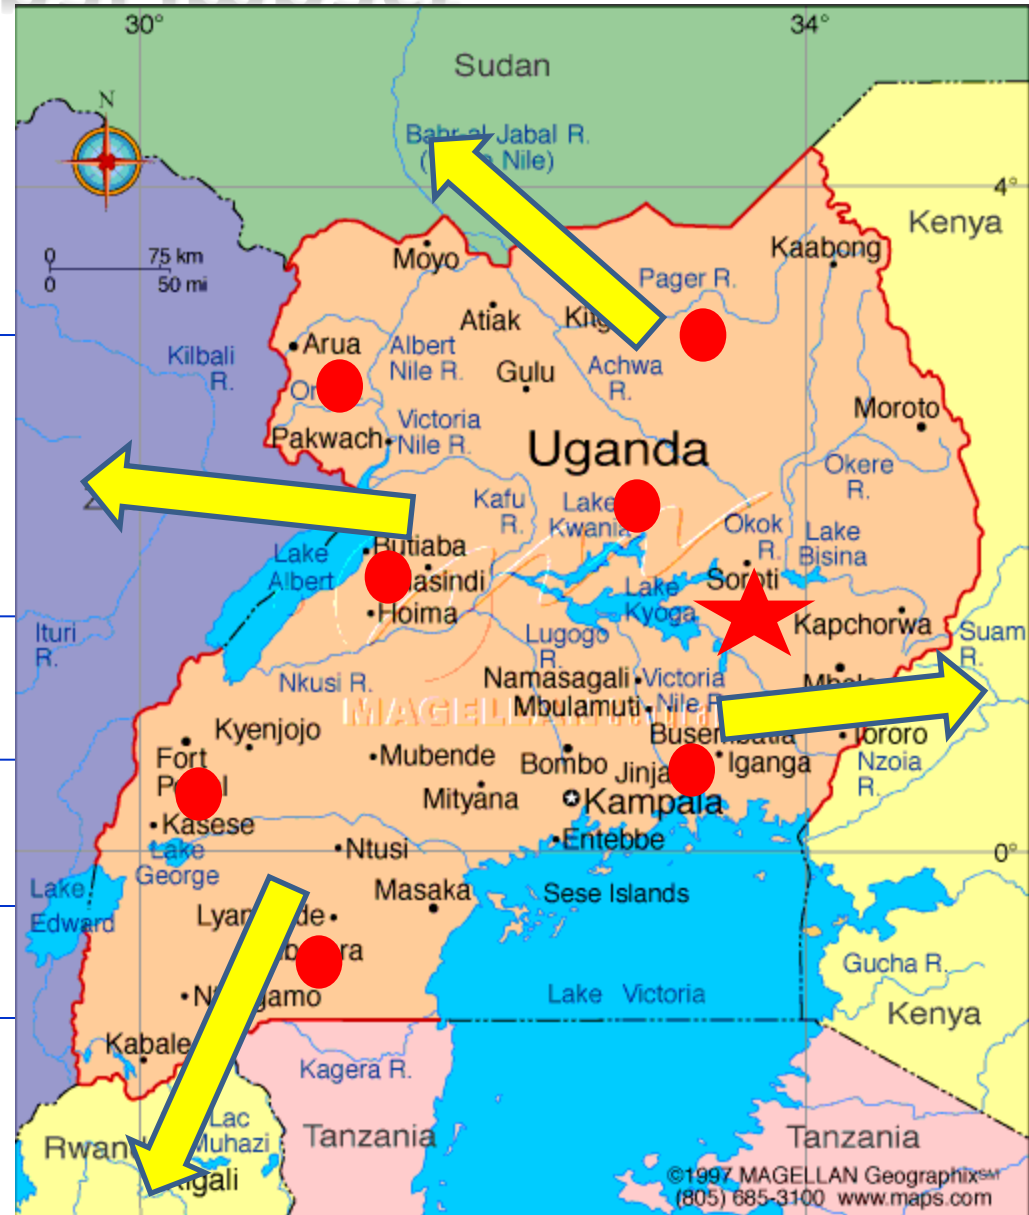 30°
34°
Sudan
N
Bahr al Jabal R.
Nile)
4°
Kenya
Kaabong
0 75 km
0 50 mi
Moyo
Pager R.
Atiak
Arua
Albert
Nile R.
Kilbali
R.
Achwa
R.
Gulu
Moroto
Victoria
Nile R.
Pakwach
Uganda
Okere
R.
Kafu
R.
Lake
Kwania
Okok
R.
Lake
Bisina
Butiaba
Lake
Albert
Soroti
Lake
Kyoga
Hoima
Kapchorwa
Ituri
R.
Lugogo
R.
Suam
R.
Namasagali
Victoria
Nile R
Nkusi R.
Mbulamuti
Kyenjojo
Tororo
Fort
Mubende
Bombo
Jinja
Iganga
Nzoia
R.
Mityana
Kampala
Kasese
Entebbe
Lake
George
Ntusi
0°
Lake
Edward
Masaka
Sese Islands
Gucha R.
Lake Victoria
Kenya
Kabale
Kagera R.
Lac
Muhazi
Tanzania
Tanzania
©1997 MAGELLAN Geographix℠
(805) 685-3100 www.maps.com